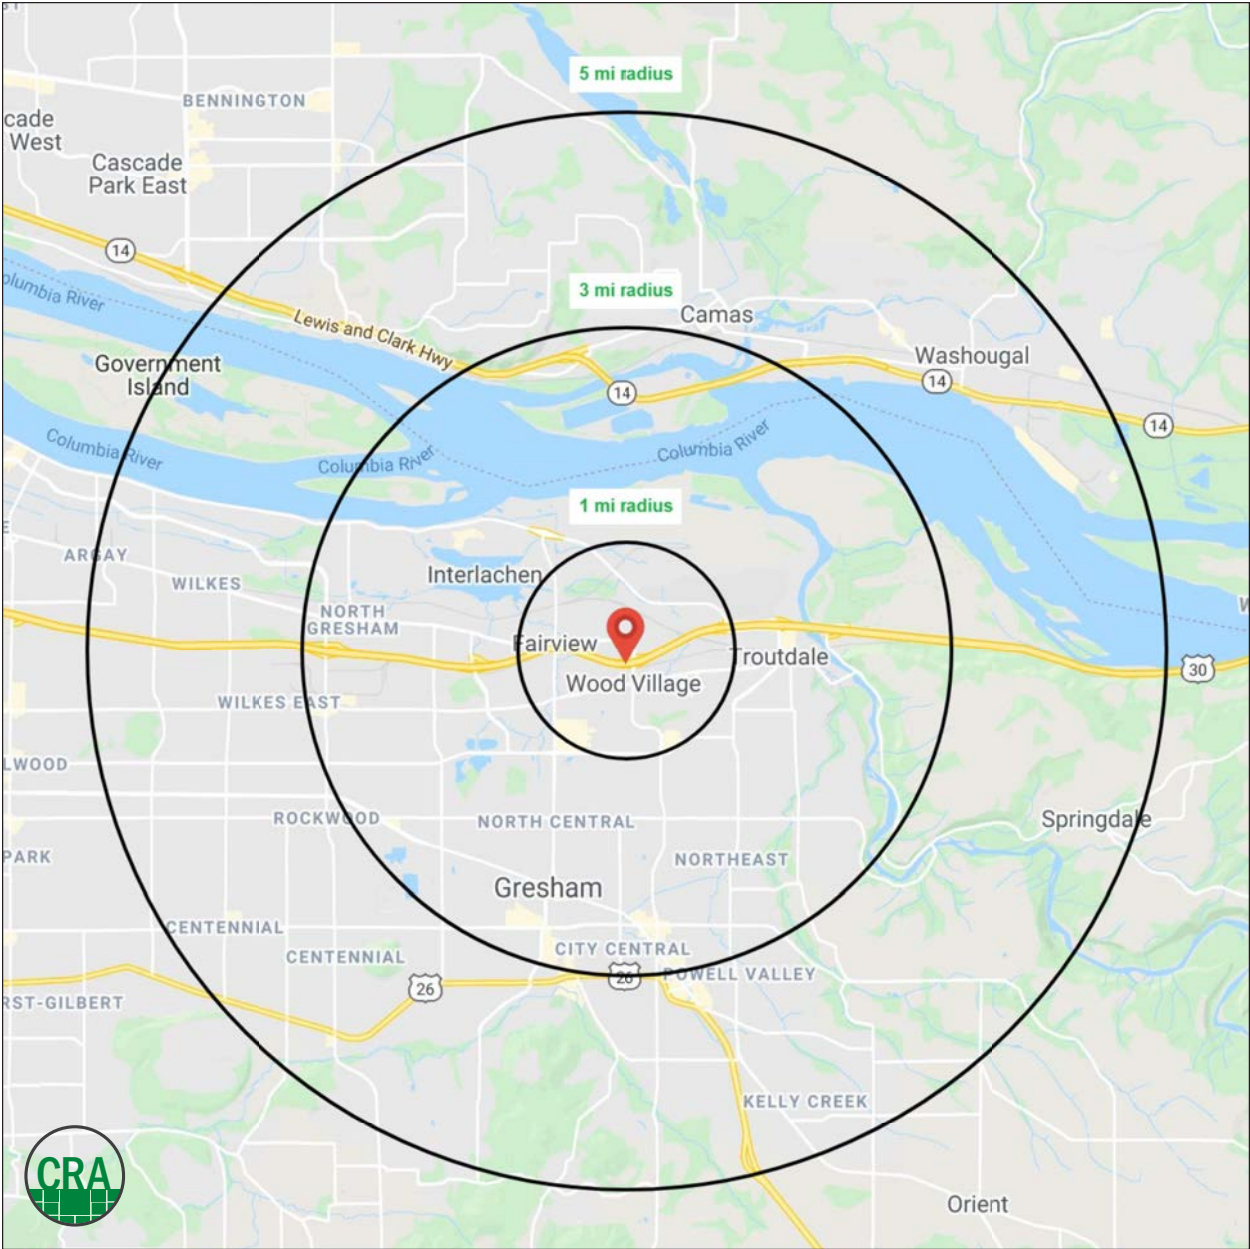 5 mi radius
BENNINGTON
cade
West
Cascade
Park East
14
Columbia River
3 mi radius
Camas
Lewis and Clark Hwy
Washougal
Government
Island
14
14
14
Columbia River
Columbia River
Columbia River
1 mi radius
ARGAY
WILKES
Interlachen
NORTH
GRESHAM
Fairview
Troutdale
30
Wood Village
WILKES EAST
LWOOD
ROCKWOOD
NORTH CENTRAL
Springdale
PARK
NORTHEAST
Gresham
CENTENNIAL
CITY CENTRAL
CENTENNIAL
26
26
POWELL VALLEY
RST-GILBERT
KELLY CREEK
CRA
Orient